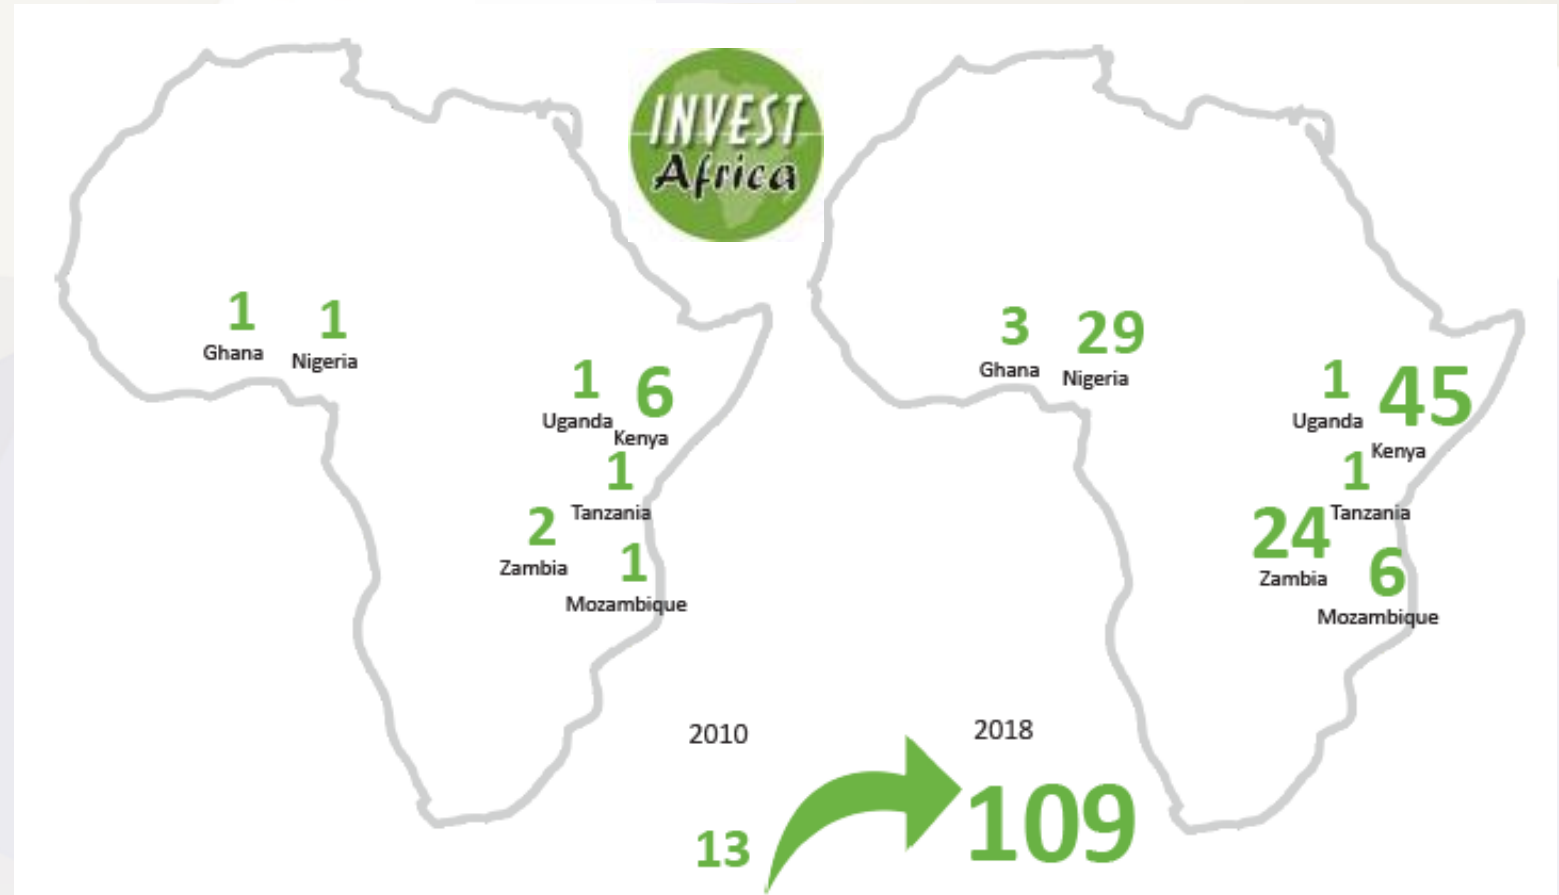 INVEST
Africa
1
Ghana
1
Nigeria
1
Uganda
6
Kenya
1
Tanzania
2
Zambia
1
Mozambique
3
Ghana
29
Nigeria
1
Uganda
45
Kenya
1
Tanzania
24
Zambia
6
Mozambique
2010
2018
13
109